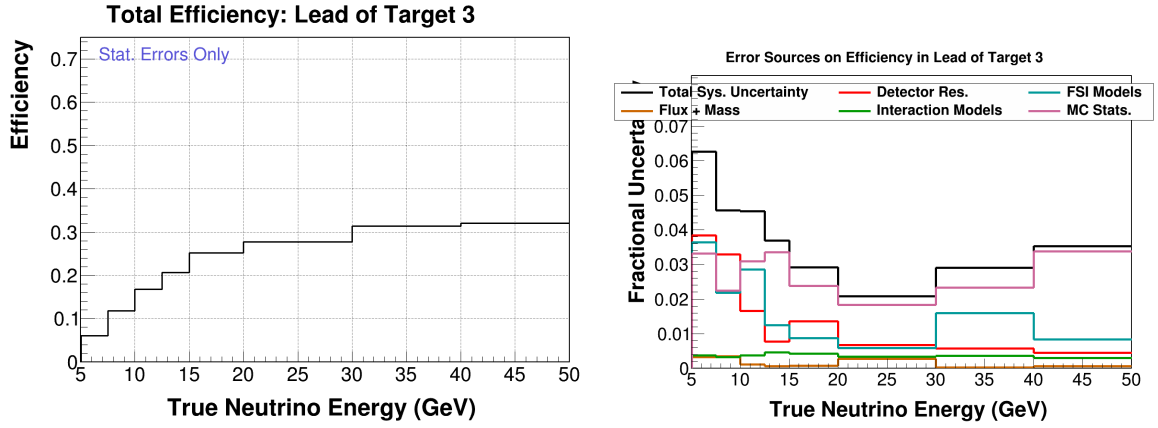 Total Efficiency: Lead of Target 3
Efficiency
Stat. Errors Only
0.7
0.6
0.5
0.4
0.3
0.2
0.1
0
5 10 15 20 25 30 35 40 45 50
True Neutrino Energy (GeV)
Error Sources on Efficiency in Lead of Target 3
Total Sys. Uncertainty
Detector Res.
FSI Models
Flux + Mass
Interaction Models
MC Stats.
Fractional
0.07
0.06
0.05
0.04
0.03
0.02
0.01
0
5 10 15 20 25 30 35 40 45 50
True Neutrino Energy (GeV)